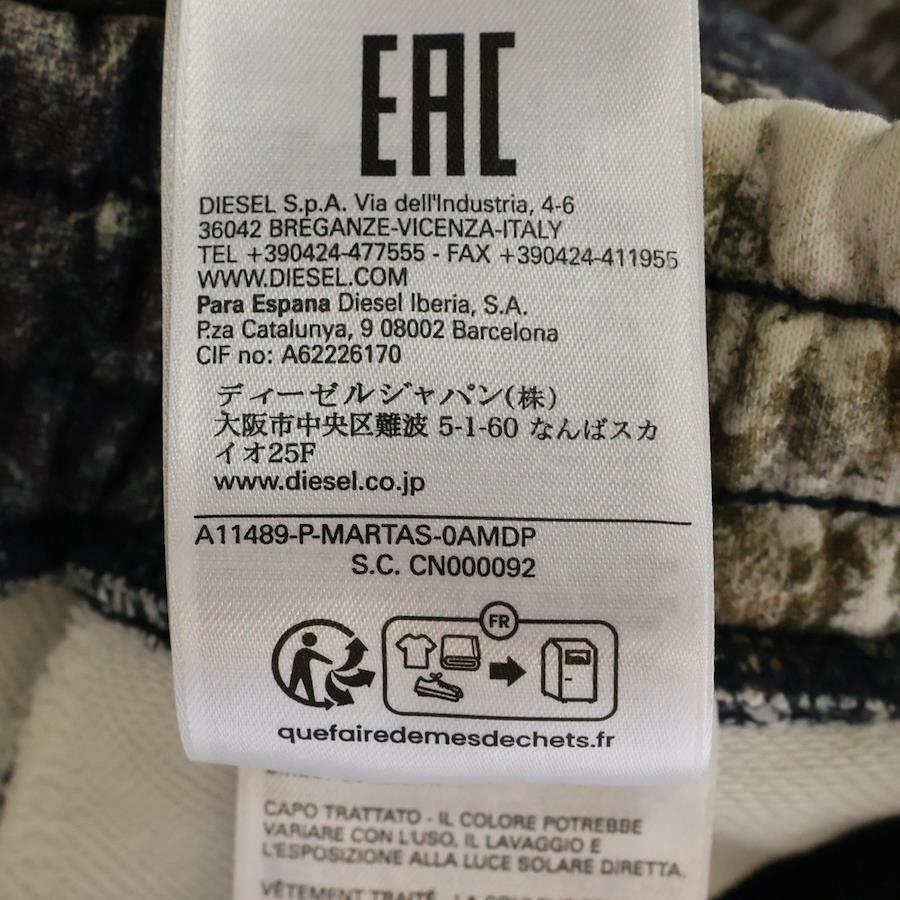 EAC
DIESEL S.p.A. Via dell'Industria, 4-6
36042 BREGANZE-VICENZA-ITALY
TEL +390424-477555 - FAX +390424-411955
WWW.DIESEL.COM
Para Espana Diesel Iberia, S.A.
P.za Catalunya, 9 08002 Barcelona
CIF no: A62226170
ディーゼルジャパン(株)
大阪市中央区難波 5-1-60 なんばスカ
イオ25F
www.diesel.co.jp
A11489-P-MARTAS-0AMDP
S.C. CN000092
FR
quefairedemesdechets.fr
CAPO TRATTATO - IL COLORE POTREBBE
VARIARE CON L'USO, IL LAVAGGIO E
L'ESPOSIZIONE ALLA LUCE SOLARE DIRETTA.
VÊTEMENT TRAITÉ - LA COULEUR